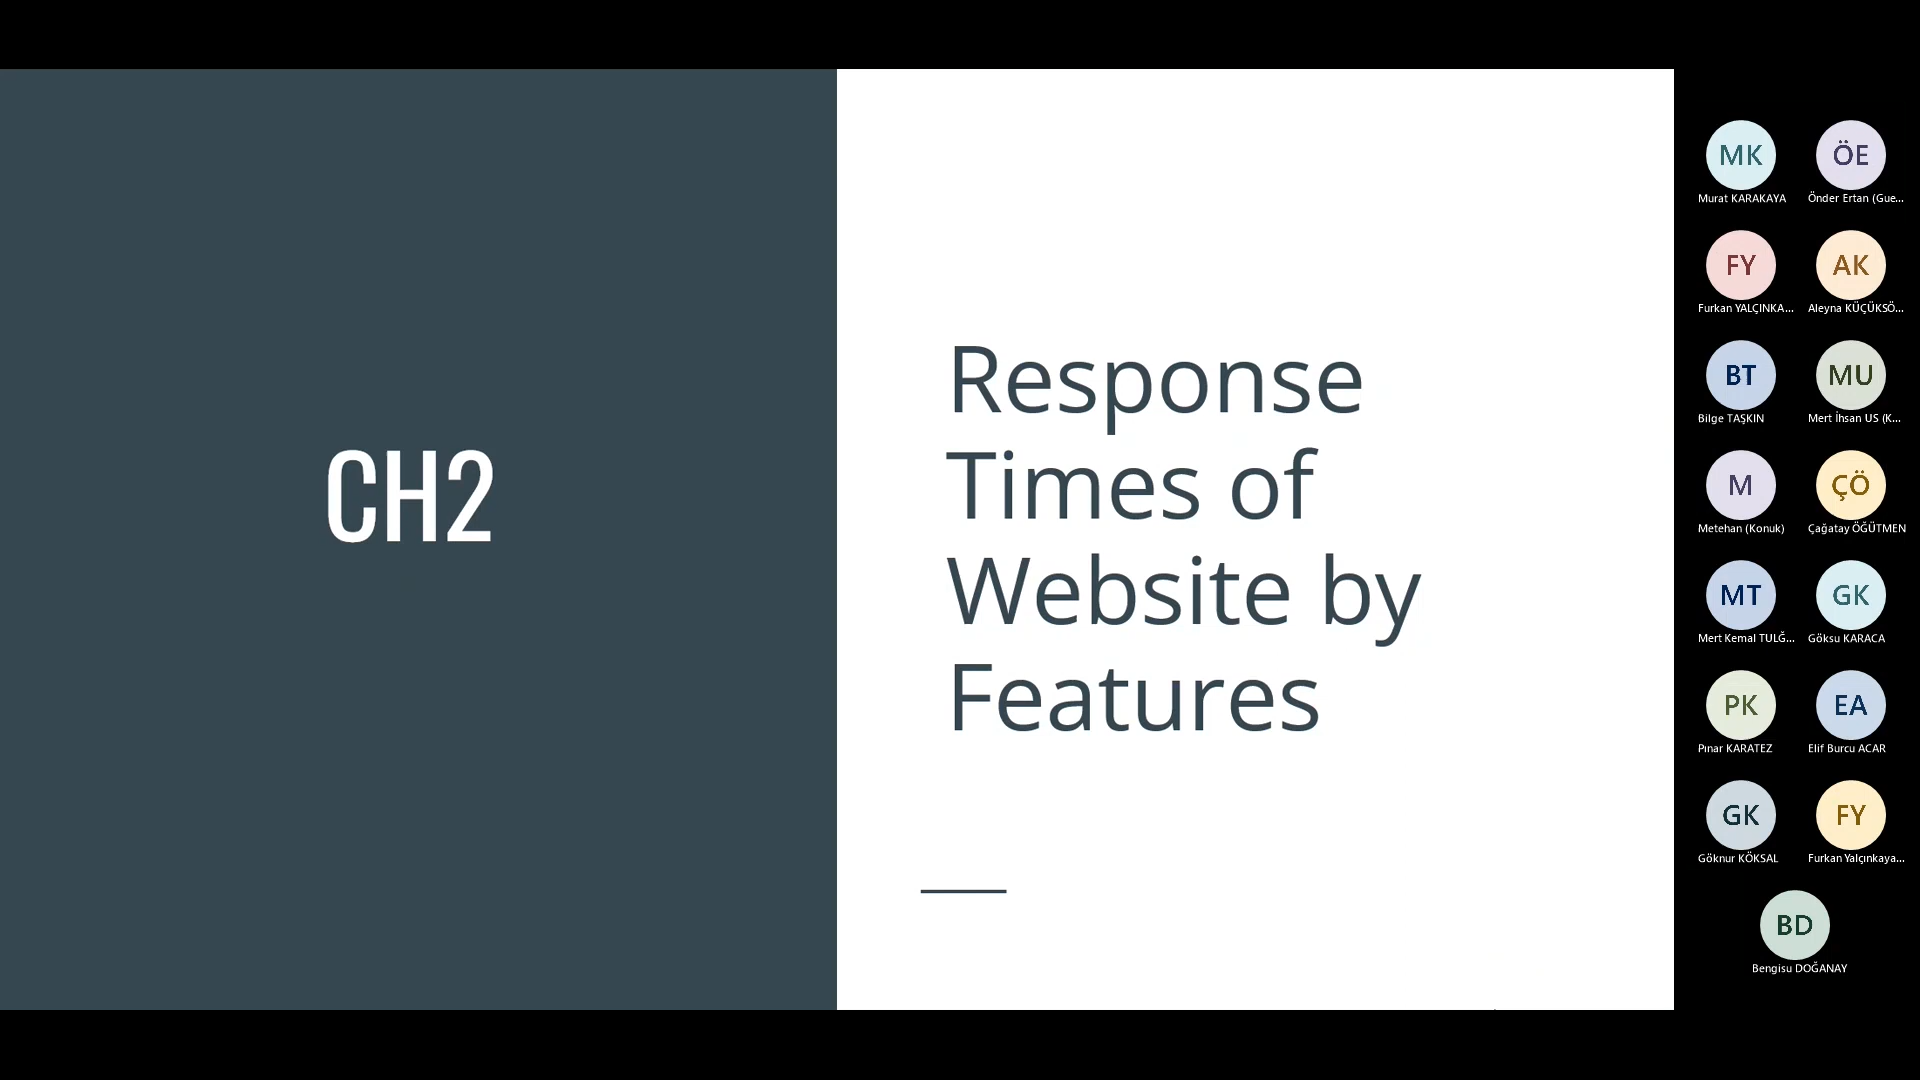 CH2
Response
Times of
Website by
Features
MK
Murat KARAKAYA
ÖE
Önder Ertan (Gue...
FY
Furkan YALÇINKA...
AK
Aleyna KÜÇÜKSÖ...
BT
Bilge TAŞKIN
MU
Mert İhsan US (K...
M
Metehan (Konuk)
ÇÖ
Çağatay ÖĞÜTMEN
MT
Mert Kemal TULĞ...
GK
Göksu KARACA
PK
Pınar KARATEZ
EA
Elif Burcu ACAR
GK
Göknur KÖKSAL
FY
Furkan Yalçınkaya...
BD
Bengisu DOĞANAY